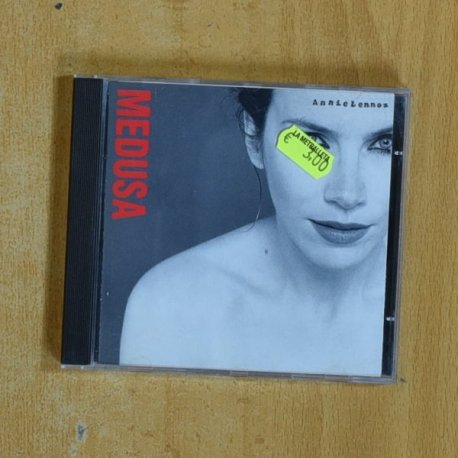 MEDUSA
AnnieLennox
LA METRALLETA
€ 3,00